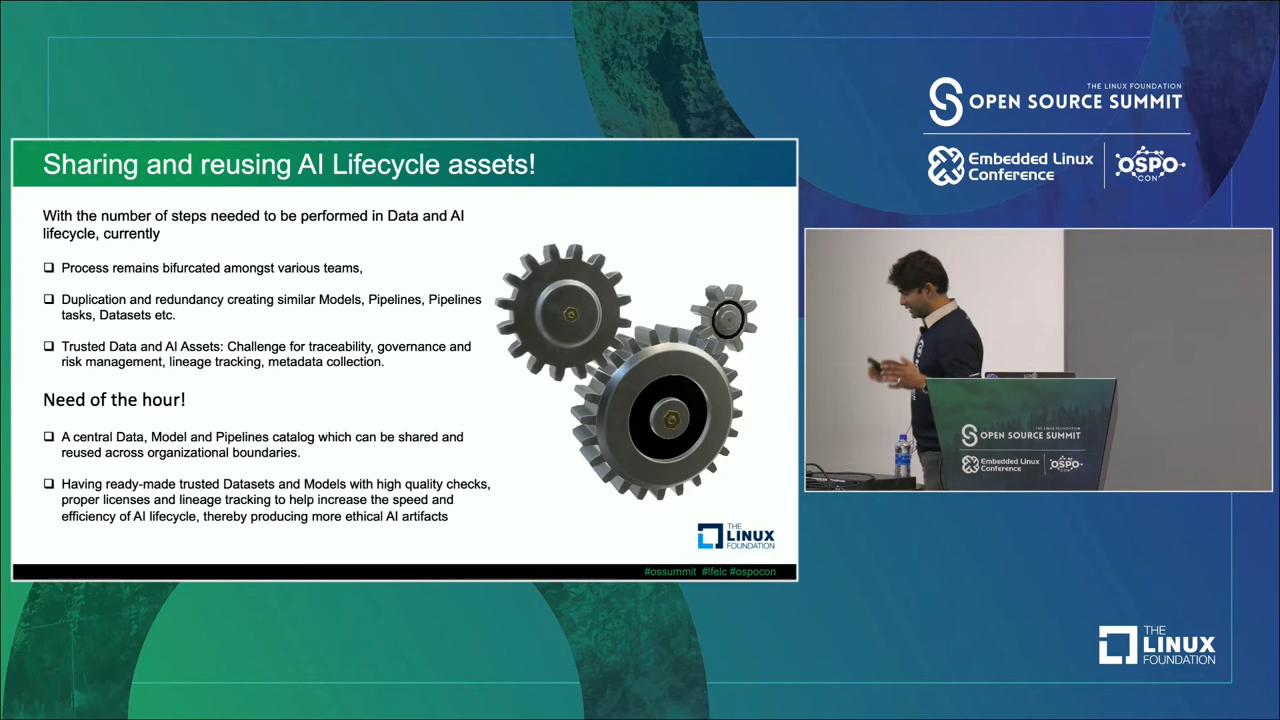 THE LINUX FOUNDATION
OPEN SOURCE SUMMIT
Embedded Linux
Conference
OSPO
CON
Sharing and reusing AI Lifecycle assets!
With the number of steps needed to be performed in Data and AI
lifecycle, currently
Process remains bifurcated amongst various teams,
Duplication and redundancy creating similar Models, Pipelines, Pipelines
tasks, Datasets etc.
Trusted Data and AI Assets: Challenge for traceability, governance and
risk management, lineage tracking, metadata collection.
Need of the hour!
A central Data, Model and Pipelines catalog which can be shared and
reused across organizational boundaries.
Having ready-made trusted Datasets and Models with high quality checks,
proper licenses and lineage tracking to help increase the speed and
efficiency of AI lifecycle, thereby producing more ethical AI artifacts
THE
LINUX
FOUNDATION
#ossummit #lfelc #ospocon
THE LINUX FOUNDATION
OPEN SOURCE SUMMIT
Embedded Linux
Conference
OSPO
CON
THE
LINUX
FOUNDATION